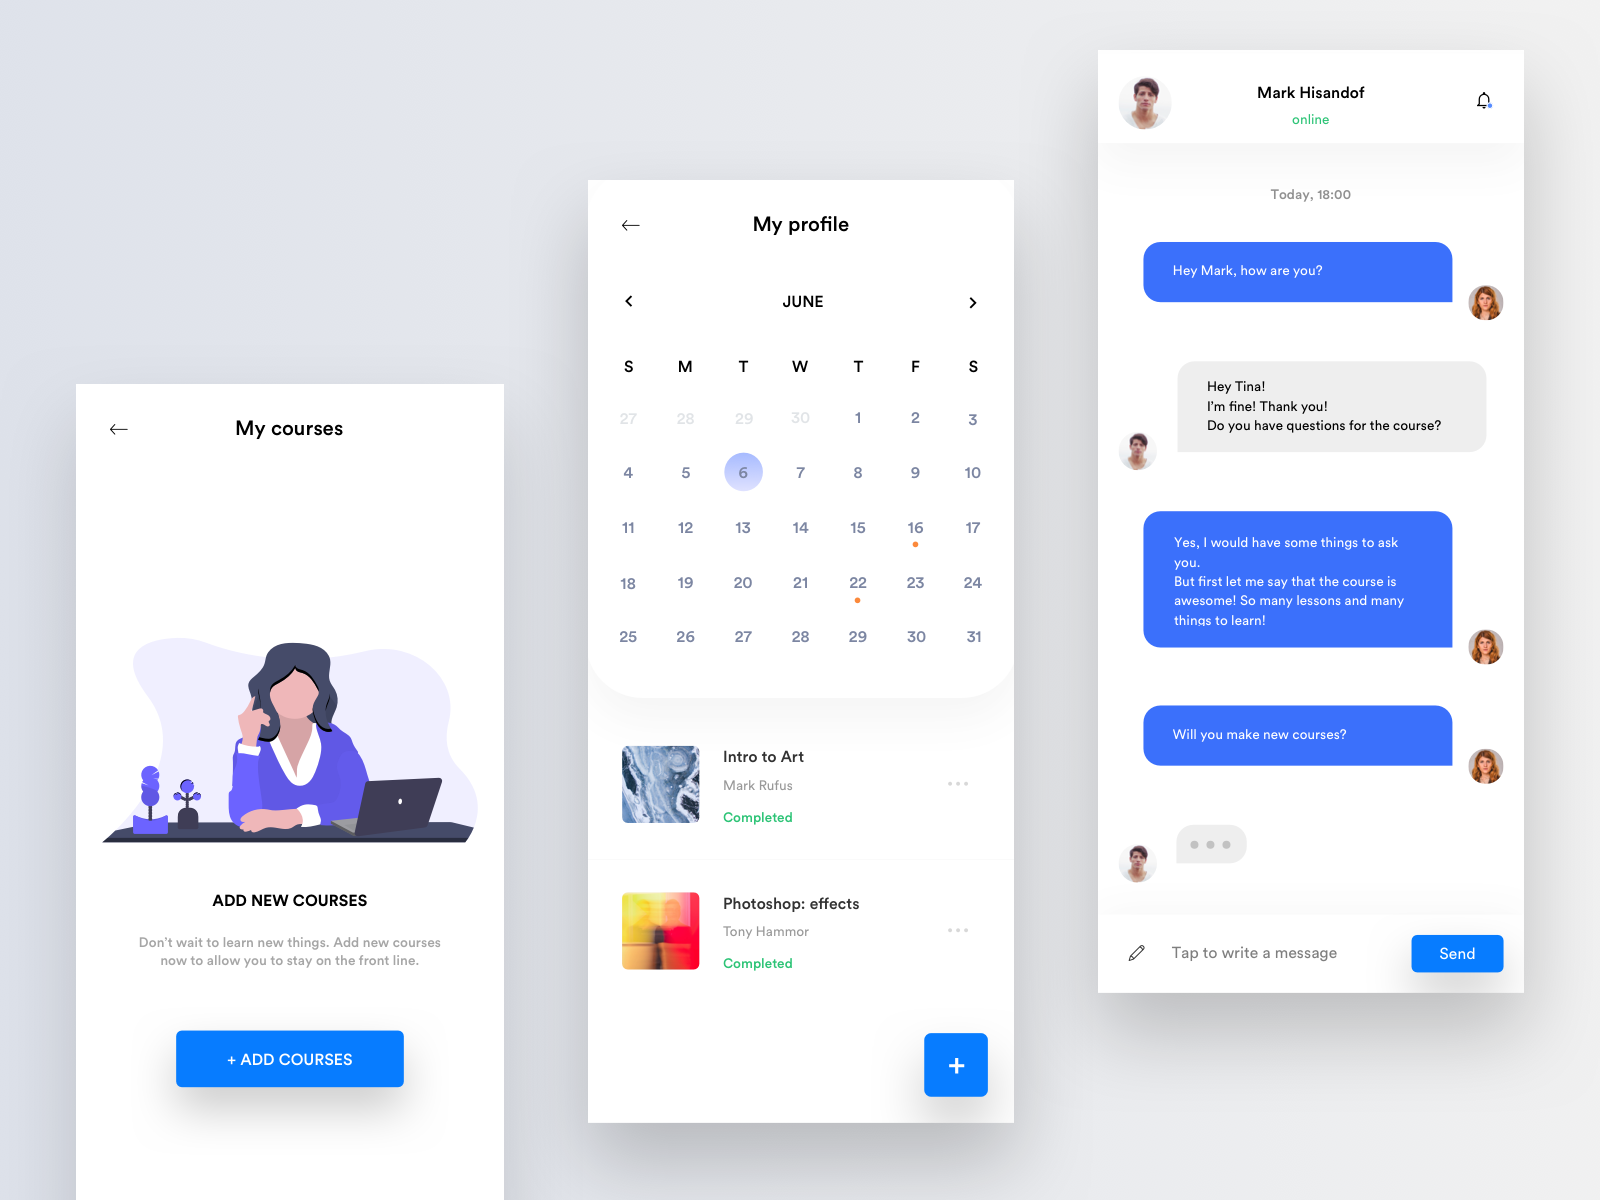 My courses
ADD NEW COURSES
Don't wait to learn new things. Add new courses
now to allow you to stay on the front line.
+ ADD COURSES
My profile
JUNE
S M T W T F S
27 28 29 30 1 2 3
4 5 6 7 8 9 10
11 12 13 14 15 16 17
18 19 20 21 22 23 24
25 26 27 28 29 30 31
Intro to Art
Mark Rufus
Completed
Photoshop: effects
Tony Hammor
Completed
+
Mark Hisandof
online
Today, 18:00
Hey Mark, how are you?
Hey Tina!
I'm fine! Thank you!
Do you have questions for the course?
Yes, I would have some things to ask
you.
But first let me say that the course is
awesome! So many lessons and many
things to learn!
Will you make new courses?
Tap to write a message
Send